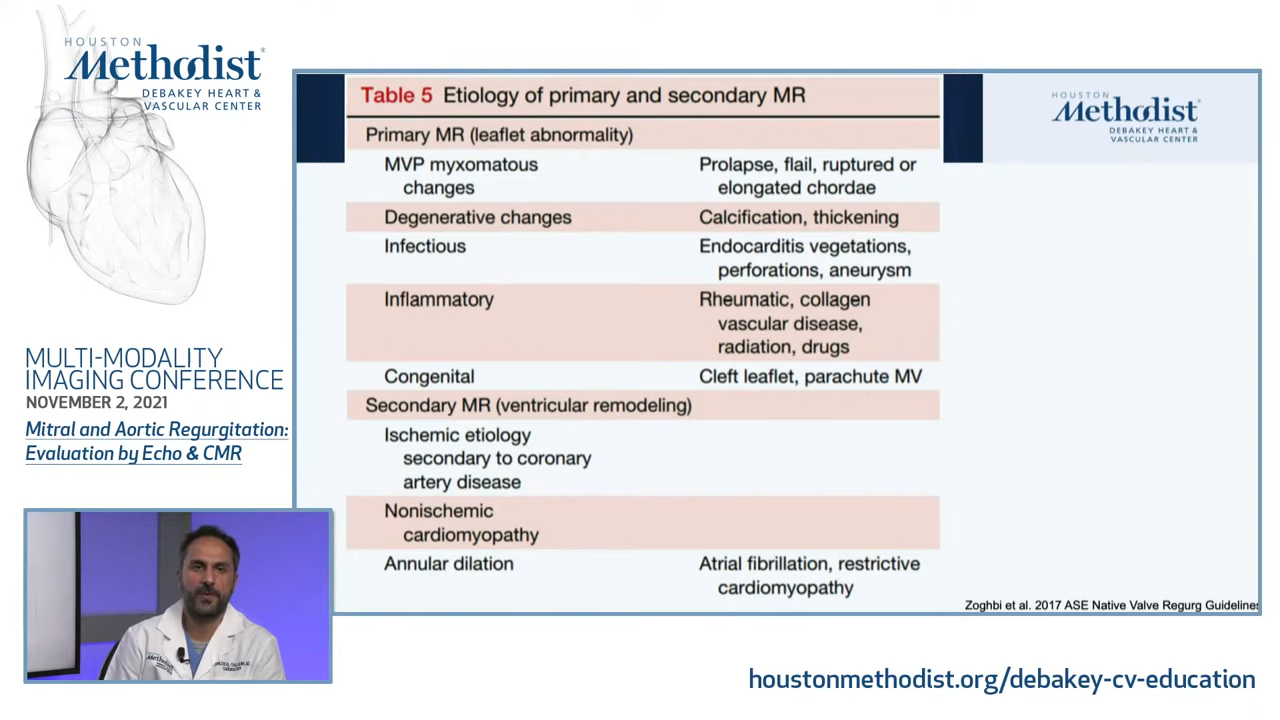 HOUSTON
Methodist
DEBAKEY HEART &
VASCULAR CENTER
MULTI-MODALITY
IMAGING CONFERENCE
NOVEMBER 2, 2021
Mitral and Aortic Regurgitation:
Evaluation by Echo & CMR
Table 5 Etiology of primary and secondary MR
Primary MR (leaflet abnormality)
MVP myxomatous
changes
Prolapse, flail, ruptured or
elongated chordae
Degenerative changes
Calcification, thickening
Infectious
Endocarditis vegetations,
perforations, aneurysm
Inflammatory
Rheumatic, collagen
vascular disease,
radiation, drugs
Congenital
Cleft leaflet, parachute MV
Secondary MR (ventricular remodeling)
Ischemic etiology
secondary to coronary
artery disease
Nonischemic
cardiomyopathy
Annular dilation
Atrial fibrillation, restrictive
cardiomyopathy
HOUSTON
Methodist
DEBAKEY HEART &
VASCULAR CENTER
Zoghbi et al. 2017 ASE Native Valve Regurg Guidelines
Methodist
CARDIOLOGY
houstonmethodist.org/debakey-cv-education